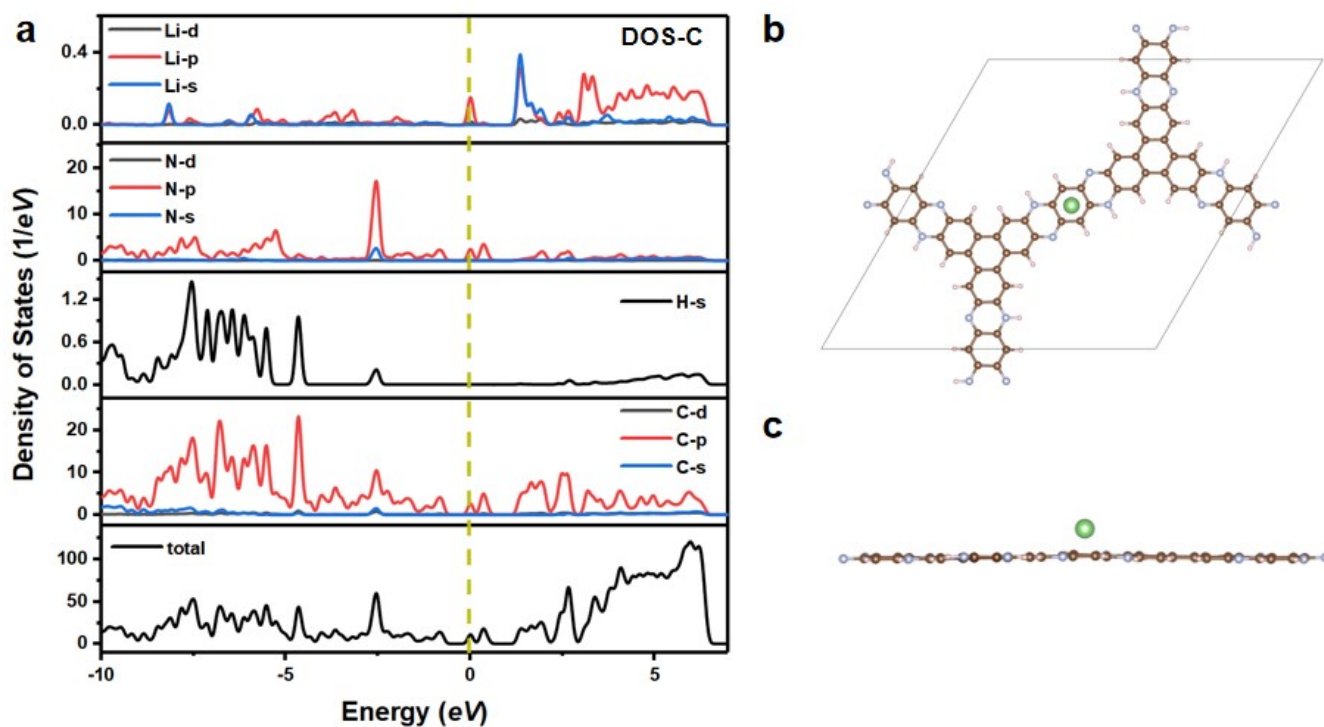 a
DOS-C
Li-d
Li-p
Li-s
0.4
0.0
N-d
N-p
N-s
20
10
0
H-s
1.2
0.6
0.0
C-d
C-p
C-s
20
10
0
total
100
50
0
-10
-5
0
5
Density of States (1/eV)
Energy (eV)
b
c